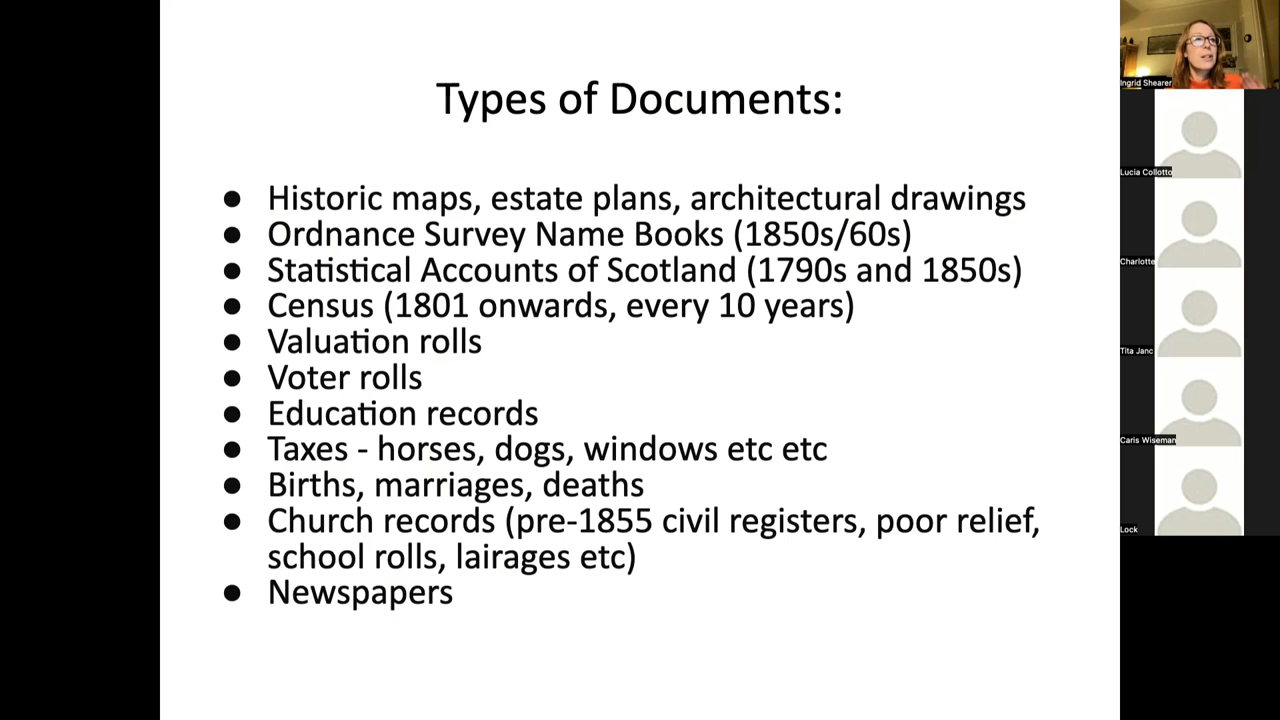 Types of Documents:
● Historic maps, estate plans, architectural drawings
● Ordnance Survey Name Books (1850s/60s)
● Statistical Accounts of Scotland (1790s and 1850s)
● Census (1801 onwards, every 10 years)
● Valuation rolls
● Voter rolls
● Education records
● Taxes - horses, dogs, windows etc etc
● Births, marriages, deaths
● Church records (pre-1855 civil registers, poor relief,
school rolls, lairages etc)
● Newspapers
Ingrid Shearer
Lucia Collotto
Charlotte
Tita Janc
Caris Wiseman
Lock